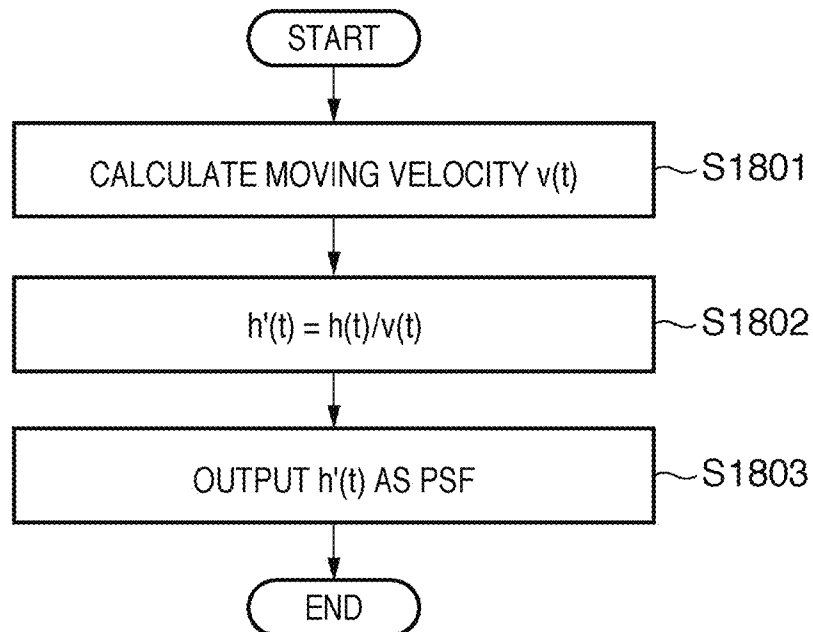 START
CALCULATE MOVING VELOCITY v(t)
S1801
h'(t) = h(t)/v(t)
S1802
OUTPUT h'(t) AS PSF
S1803
END